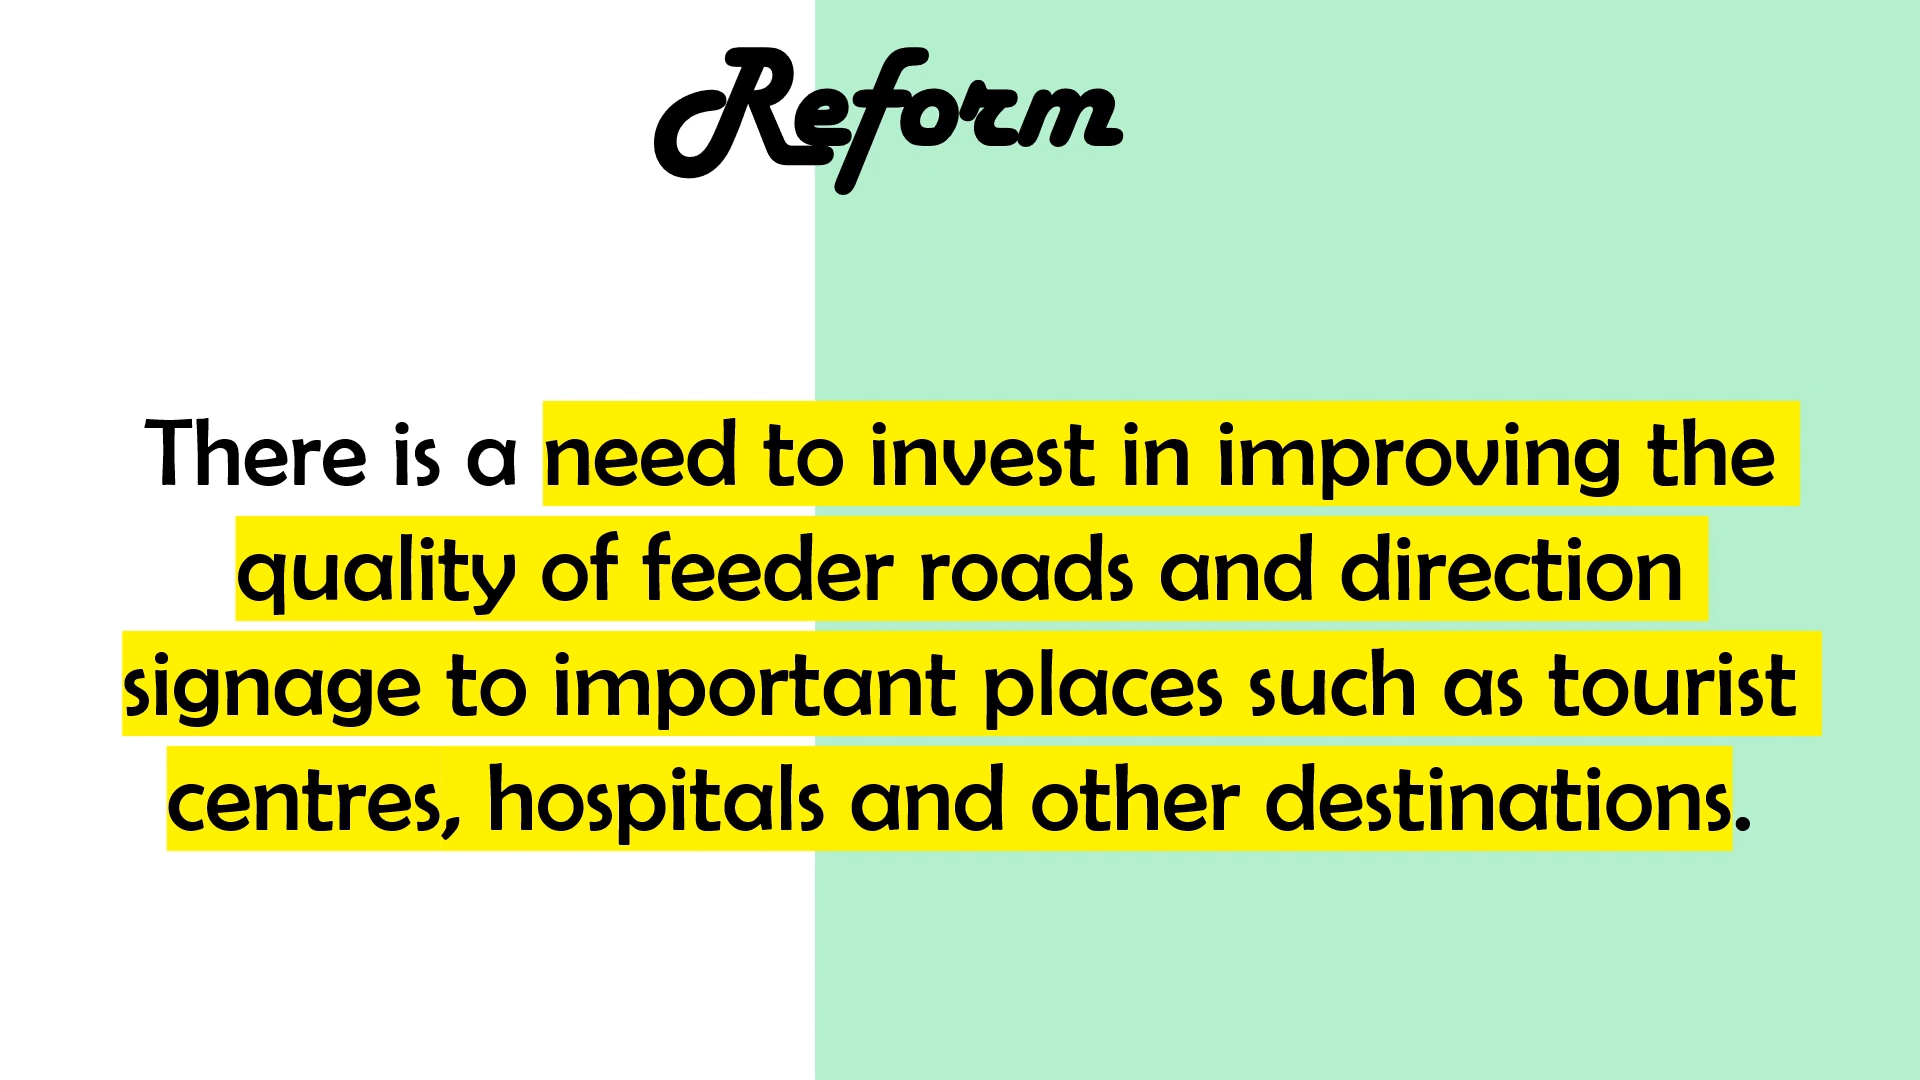 Reform
There is a need to invest in improving the
quality of feeder roads and direction
signage to important places such as tourist
centres, hospitals and other destinations.